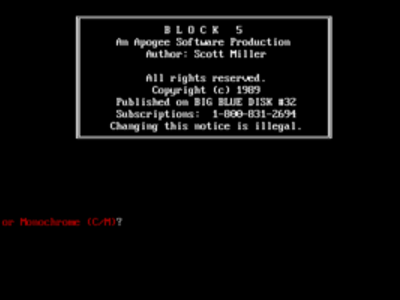 B L O C K 5
An Apogee Software Production
Author: Scott Miller
All rights reserved.
Copyright (c) 1989
Published on BIG BLUE DISK #32
Subscriptions: 1-800-831-2694
Changing this notice is illegal.
or Monochrome (C/M)?